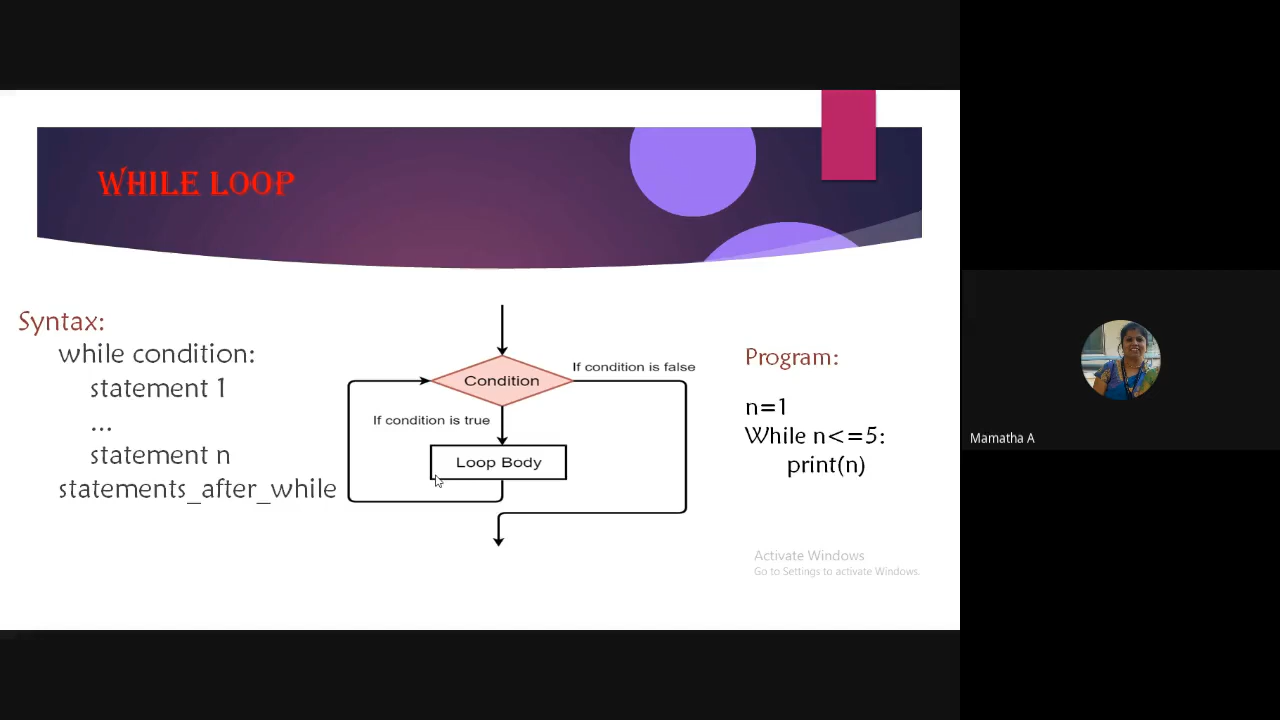 WHILE LOOP
Syntax:
while condition:
statement 1
...
statement n
statements_after_while
Condition
If condition is false
If condition is true
Loop Body
Program:
n=1
While n<=5:
print(n)
Activate Windows
Go to Settings to activate Windows.
Mamatha A